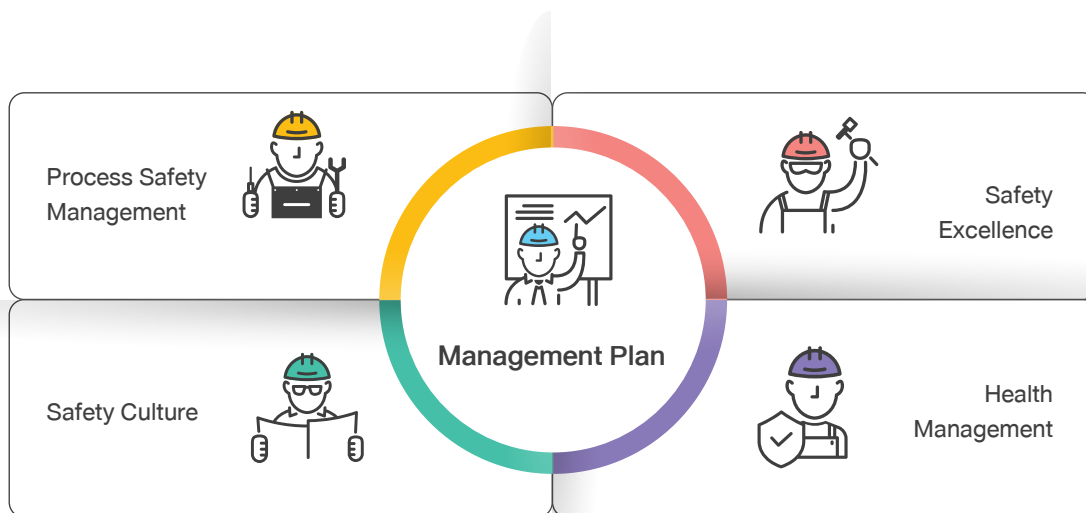 Process Safety
Management
Safety
Excellence
Management Plan
Safety Culture
Health
Management